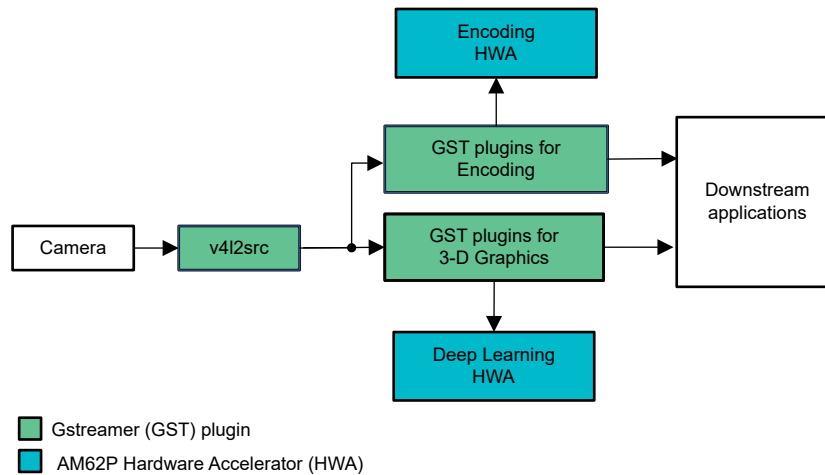 Encoding
HWA
GST plugins for
Encoding
Downstream
applications
Camera
v4l2src
GST plugins for
3-D Graphics
Deep Learning
HWA
Gstreamer (GST) plugin
AM62P Hardware Accelerator (HWA)